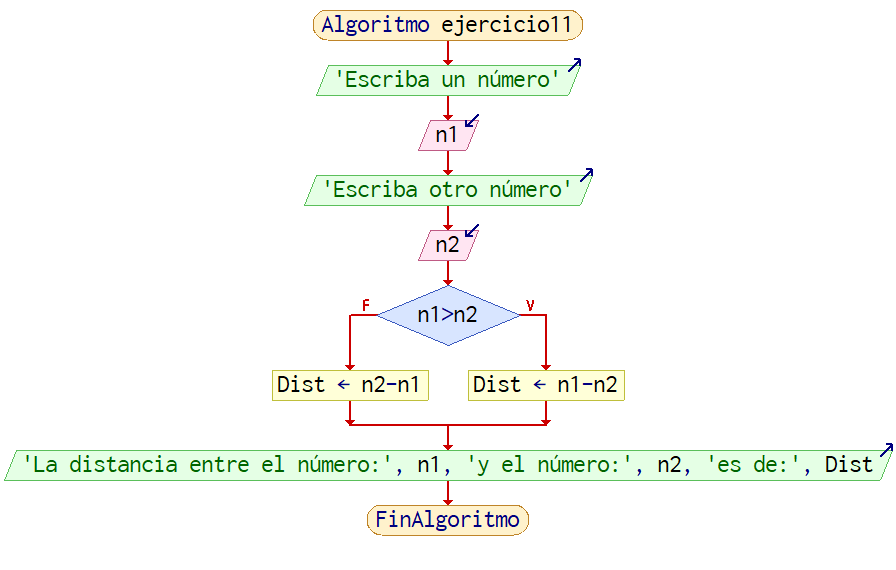 Algoritmo ejercicio11
'Escriba un número'
n1
'Escriba otro número'
n2
F
V
n1>n2
Dist ← n2-n1
Dist ← n1-n2
'La distancia entre el número:', n1, 'y el número:', n2, 'es de:', Dist
FinAlgoritmo